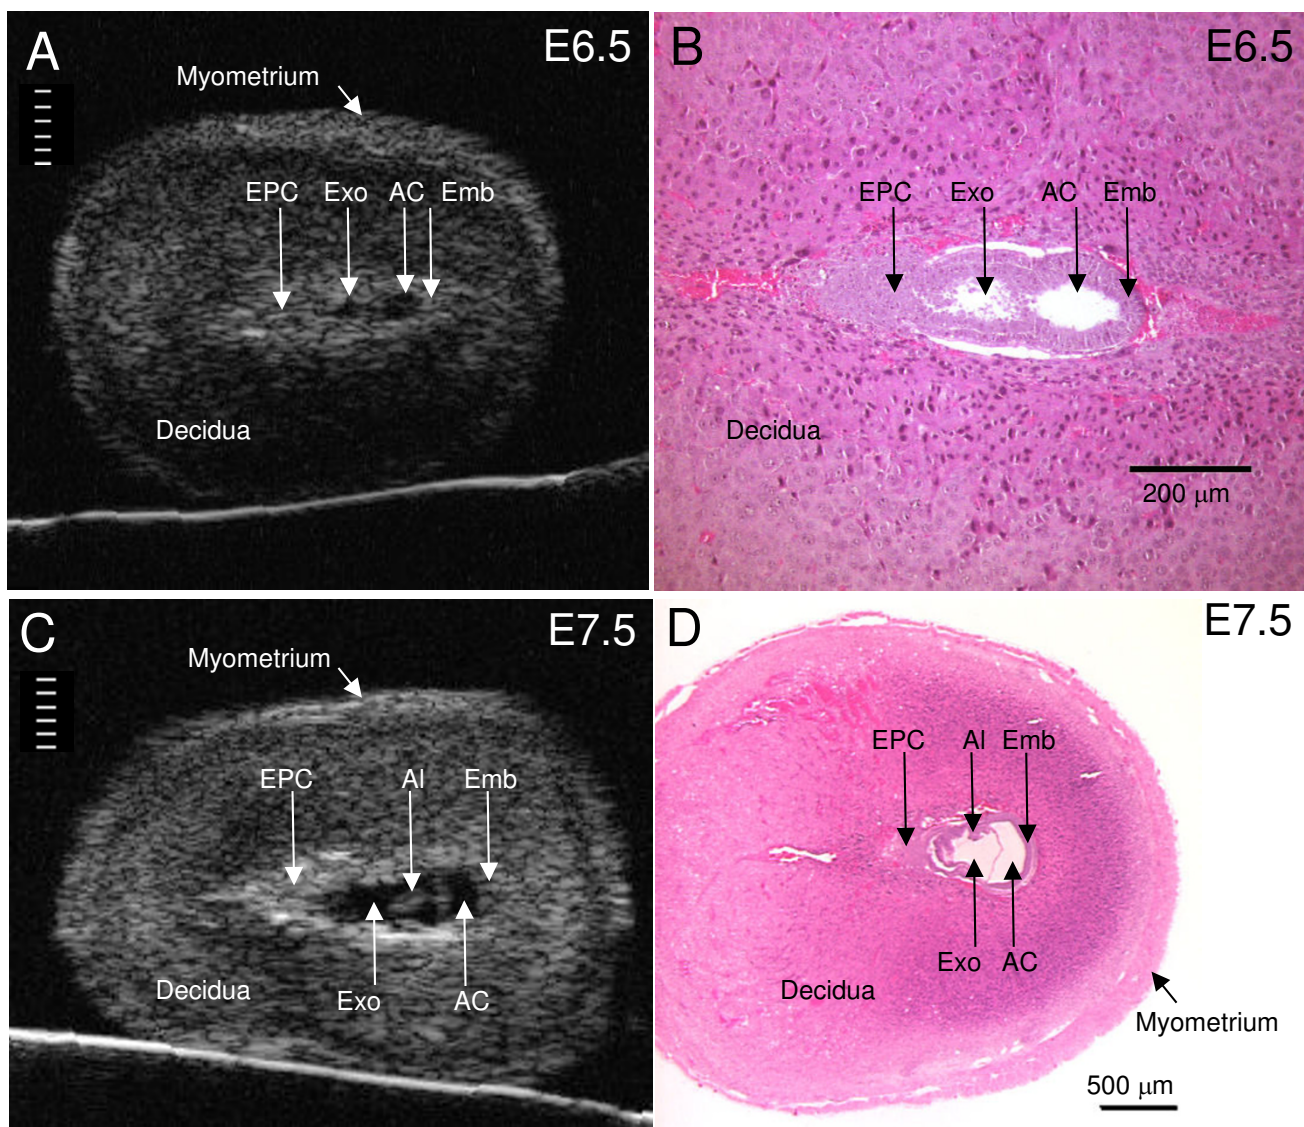 A
E6.5
Myometrium
EPC Exo AC Emb
Decidua
B
E6.5
EPC Exo AC Emb
Decidua
200 μm
C
E7.5
Myometrium
EPC Al Emb
Decidua
Exo AC
D
E7.5
EPC Al Emb
Exo AC
Decidua
Myometrium
500 μm